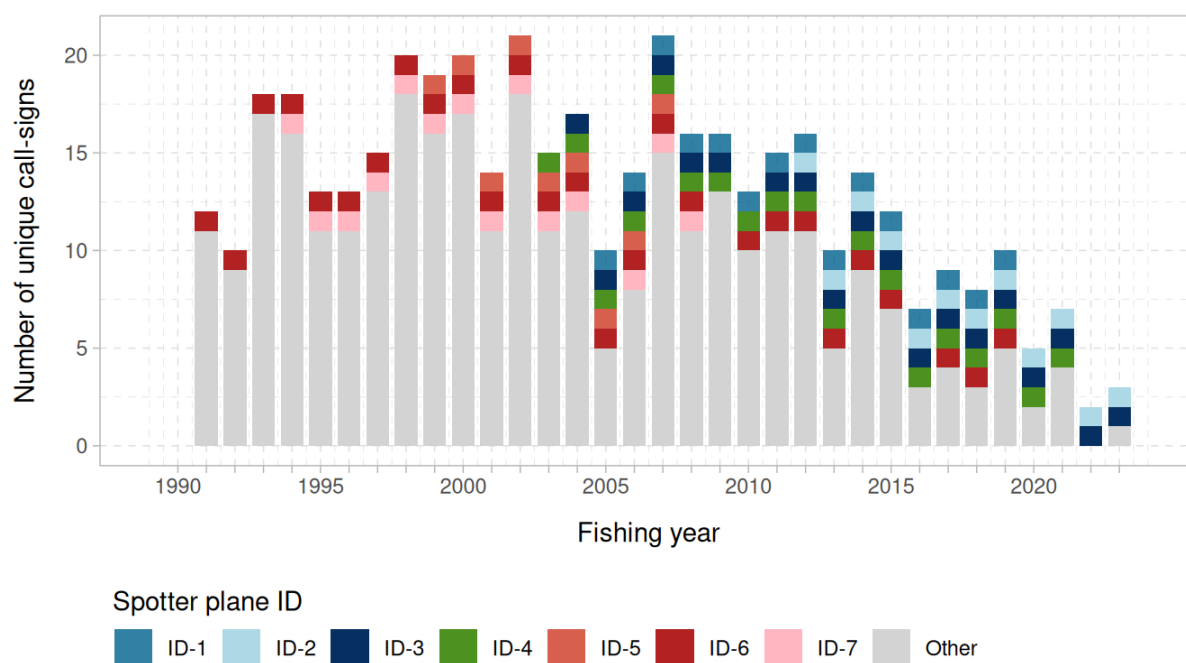 Number of unique call-signs
20
15
10
5
0
1990 1995 2000 2005 2010 2015 2020
Fishing year
Spotter plane ID
ID-1 ID-2 ID-3 ID-4 ID-5 ID-6 ID-7 Other